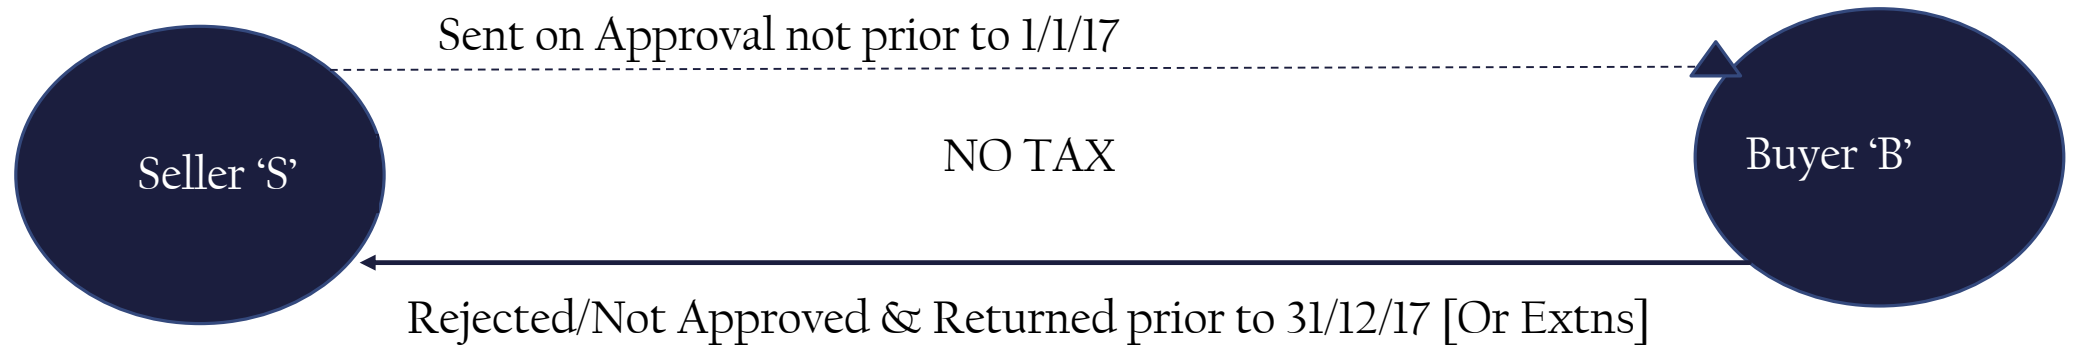 Sent on Approval not prior to 1/1/17
Seller ‘S’
NO TAX
Buyer ‘B’
Rejected/Not Approved & Returned prior to 31/12/17 [Or Extns]